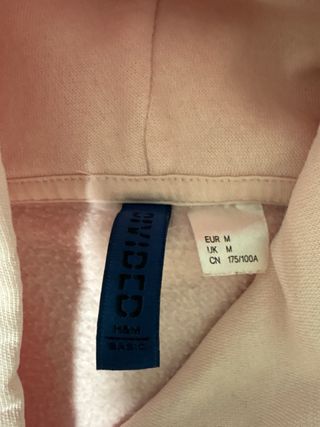 DIVIDED
H&M
BASIC
EUR M
UK M
CN 175/100A